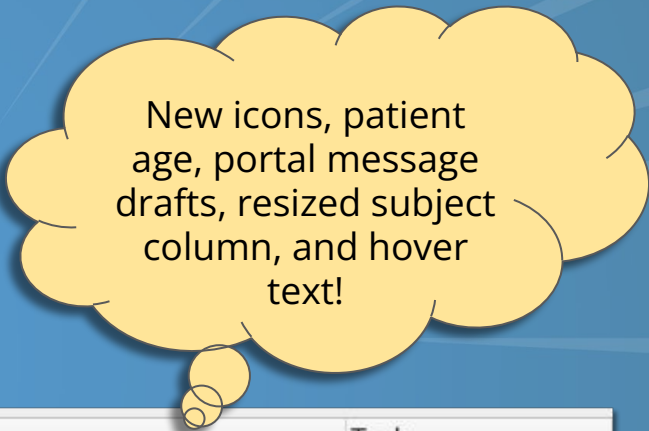 New icons, patient
age, portal message
drafts, resized subject
column, and hover
text!